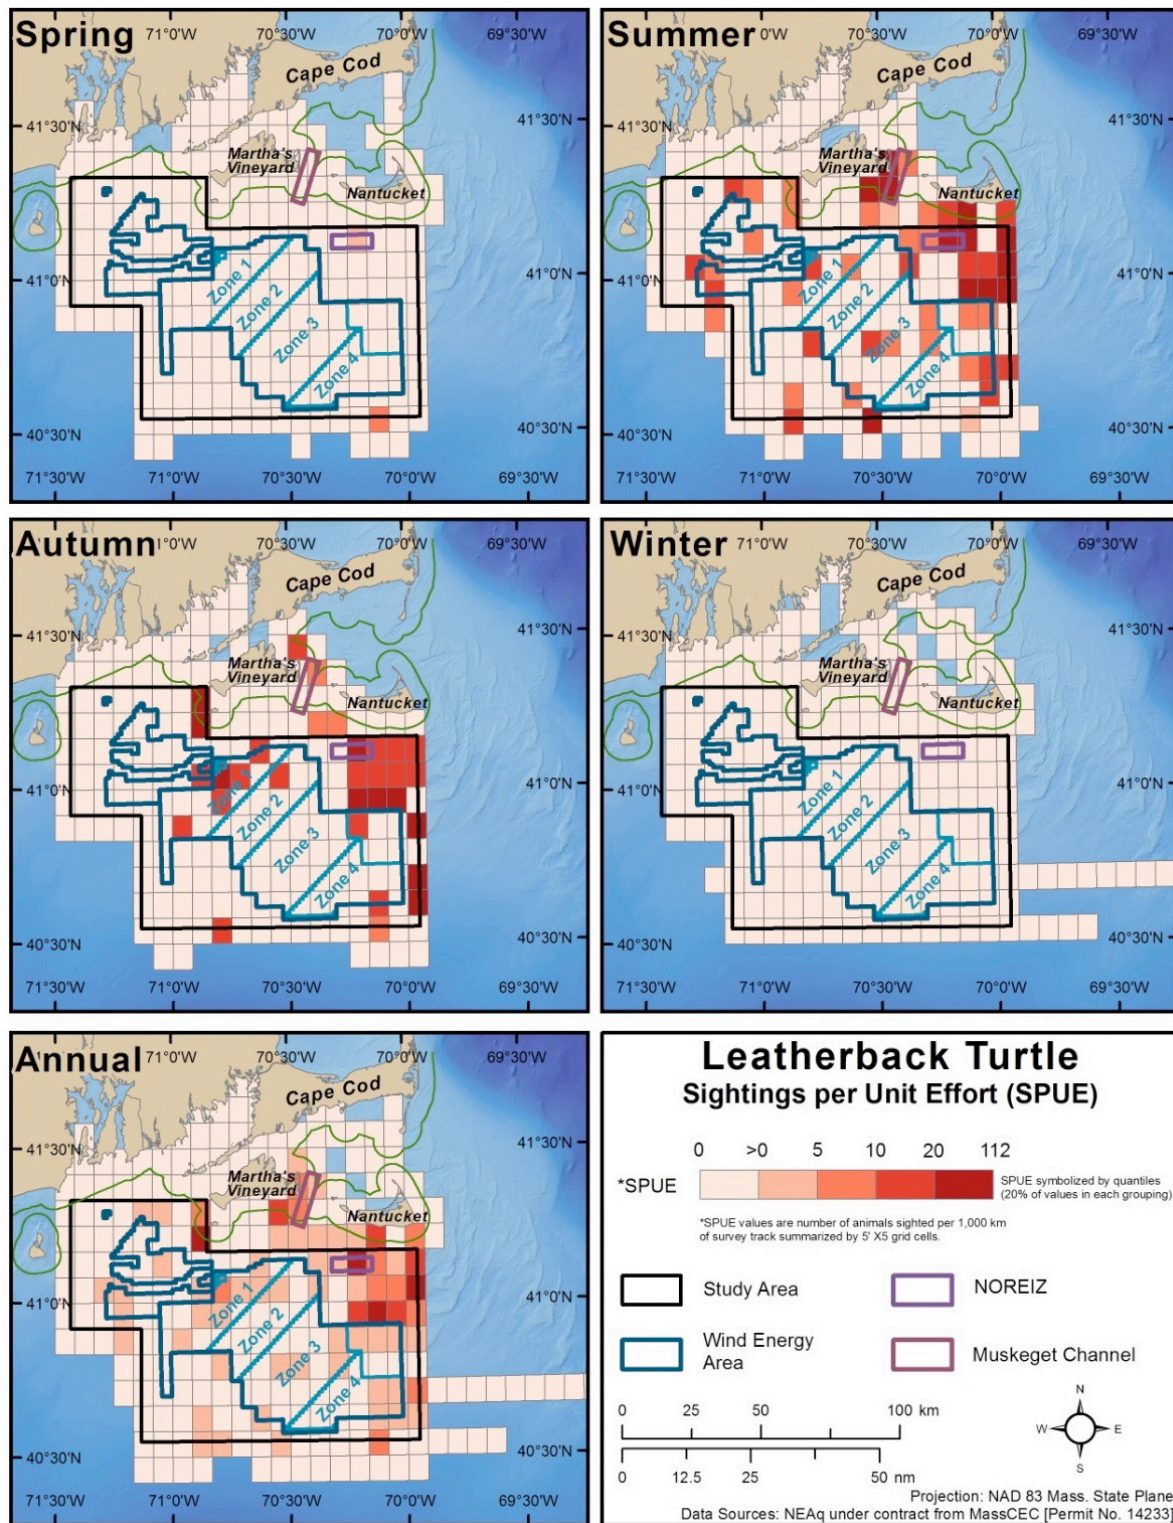 Spring
71°0'W
70°30'W
70°0'W
69°30'W
Cape Cod
41°30'N
41°30'N
Martha's
Vineyard
Nantucket
41°0'N
41°0'N
Zone 1
Zone 2
Zone 3
Zone 4
40°30'N
40°30'N
71°30'W
71°0'W
70°30'W
70°0'W
69°30'W
Summer
71°0'W
70°30'W
70°0'W
69°30'W
Cape Cod
41°30'N
41°30'N
Martha's
Vineyard
Nantucket
41°0'N
41°0'N
Zone 1
Zone 2
Zone 3
Zone 4
40°30'N
40°30'N
71°30'W
71°0'W
70°30'W
70°0'W
69°30'W
Autumn
71°0'W
70°30'W
70°0'W
69°30'W
Cape Cod
41°30'N
41°30'N
Martha's
Vineyard
Nantucket
41°0'N
41°0'N
Zone 1
Zone 2
Zone 3
Zone 4
40°30'N
40°30'N
71°30'W
71°0'W
70°30'W
70°0'W
69°30'W
Winter
71°0'W
70°30'W
70°0'W
69°30'W
Cape Cod
41°30'N
41°30'N
Martha's
Vineyard
Nantucket
41°0'N
41°0'N
Zone 1
Zone 2
Zone 3
Zone 4
40°30'N
40°30'N
71°30'W
71°0'W
70°30'W
70°0'W
69°30'W
Annual
71°0'W
70°30'W
70°0'W
69°30'W
Cape Cod
41°30'N
41°30'N
Martha's
Vineyard
Nantucket
41°0'N
41°0'N
Zone 1
Zone 2
Zone 3
Zone 4
40°30'N
40°30'N
71°30'W
71°0'W
70°30'W
70°0'W
69°30'W
Leatherback Turtle
Sightings per Unit Effort (SPUE)
0 >0 5 10 20 112
*SPUE
SPUE symbolized by quantiles
(20% of values in each grouping)
*SPUE values are number of animals sighted per 1,000 km
of survey track summarized by 5' X5 grid cells.
Study Area
NOREIZ
Wind Energy
Area
Muskeget Channel
0 25 50 100 km
0 12.5 25 50 nm
N
W E
S
Projection: NAD 83 Mass. State Plane
Data Sources: NEAq under contract from MassCEC [Permit No. 14233]